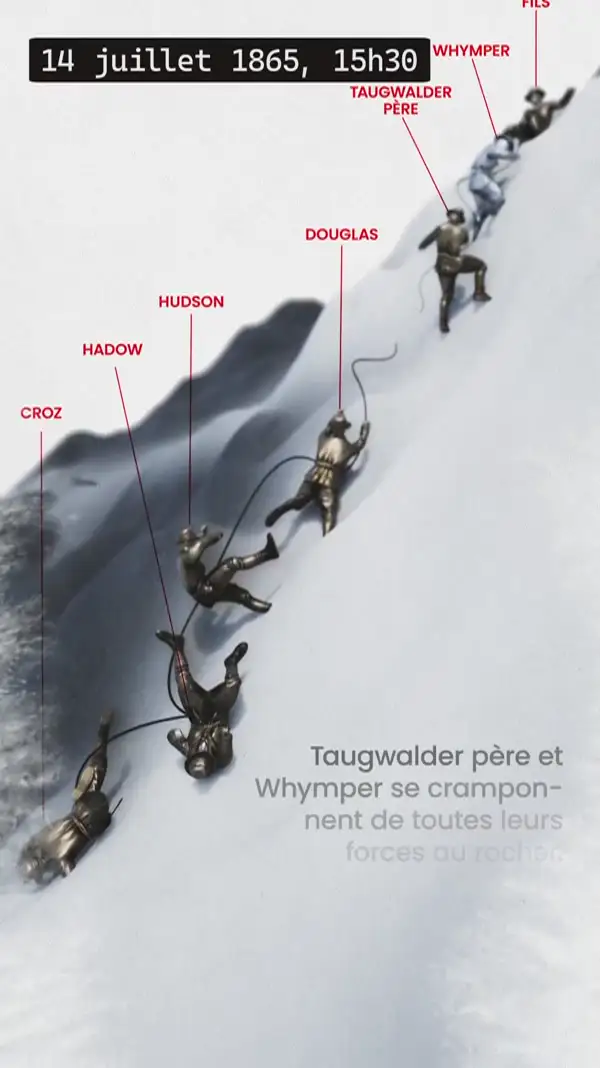 FILS
14 juillet 1865, 15h30
WHYMPER
TAUGWALDER
PÈRE
DOUGLAS
HUDSON
HADOW
CROZ
Taugwalder père et
Whymper se crampon-
nent de toutes leurs
forces au rocher.